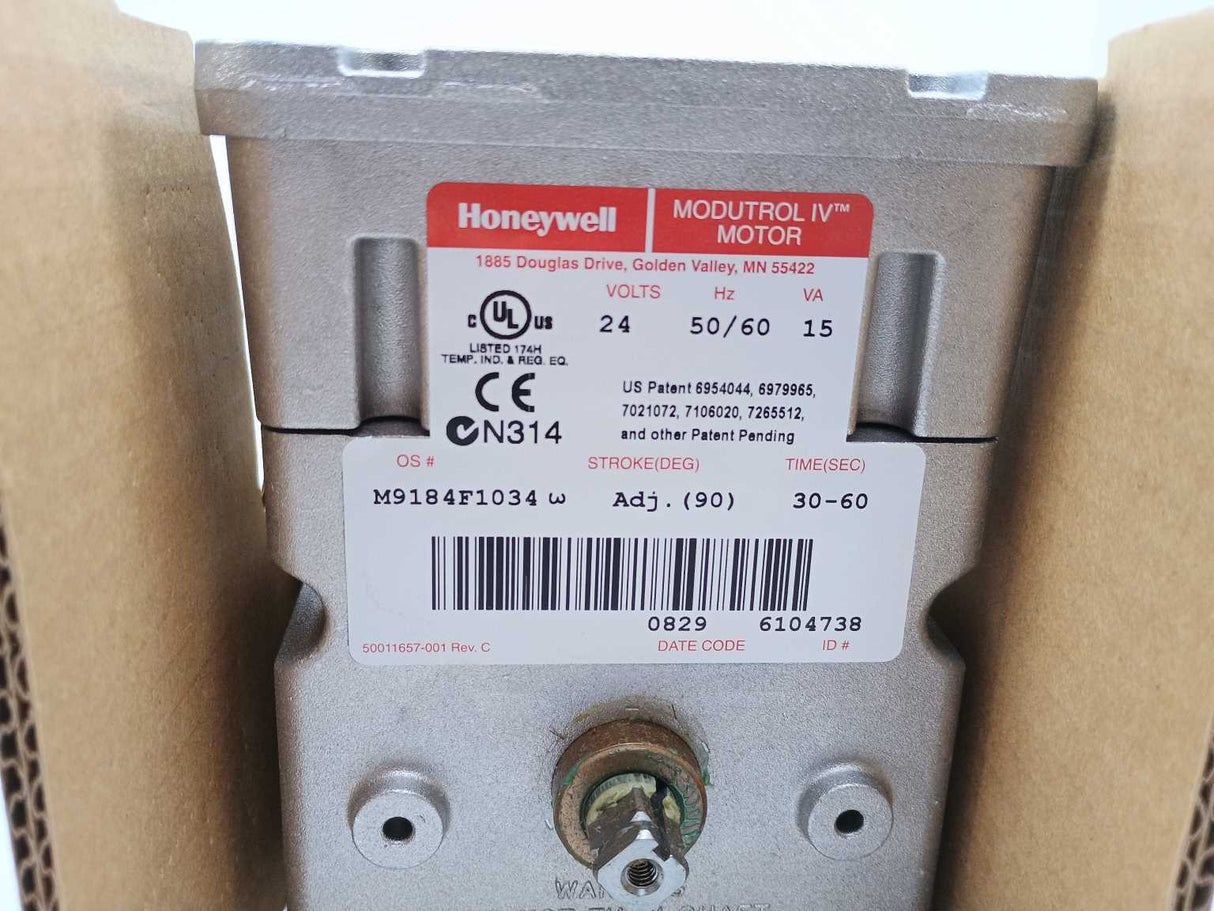 Honeywell
MODUTROL IV™
MOTOR
1885 Douglas Drive, Golden Valley, MN 55422
VOLTS Hz VA
24 50/60 15
C UL US
LISTED 174H
TEMP. IND. & REG. EQ.
CE
N314
US Patent 6954044, 6979965,
7021072, 7106020, 7265512,
and other Patent Pending
OS # STROKE(DEG) TIME(SEC)
M9184F1034 ω Adj.(90) 30-60
0829 6104738
50011657-001 Rev. C DATE CODE ID #